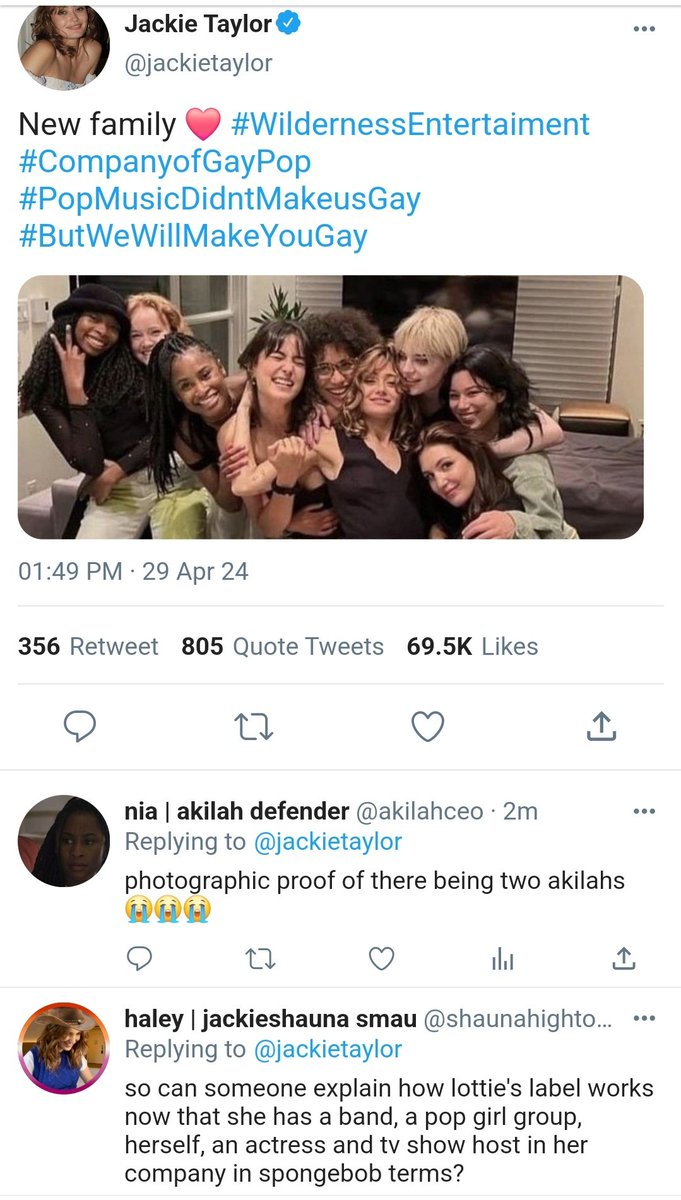 Jackie Taylor
@jackietaylor
New family ❤️ #WildernessEntertaiment
#CompanyofGayPop
#PopMusicDidntMakeusGay
#ButWeWillMakeYouGay
01:49 PM · 29 Apr 24
356 Retweet 805 Quote Tweets 69.5K Likes
nia | akilah defender @akilahceo · 2m
Replying to @jackietaylor
photographic proof of there being two akilahs
😭😭😭
haley | jackieshauna smau @shaunahighto...
Replying to @jackietaylor
so can someone explain how lottie's label works
now that she has a band, a pop girl group,
herself, an actress and tv show host in her
company in spongebob terms?